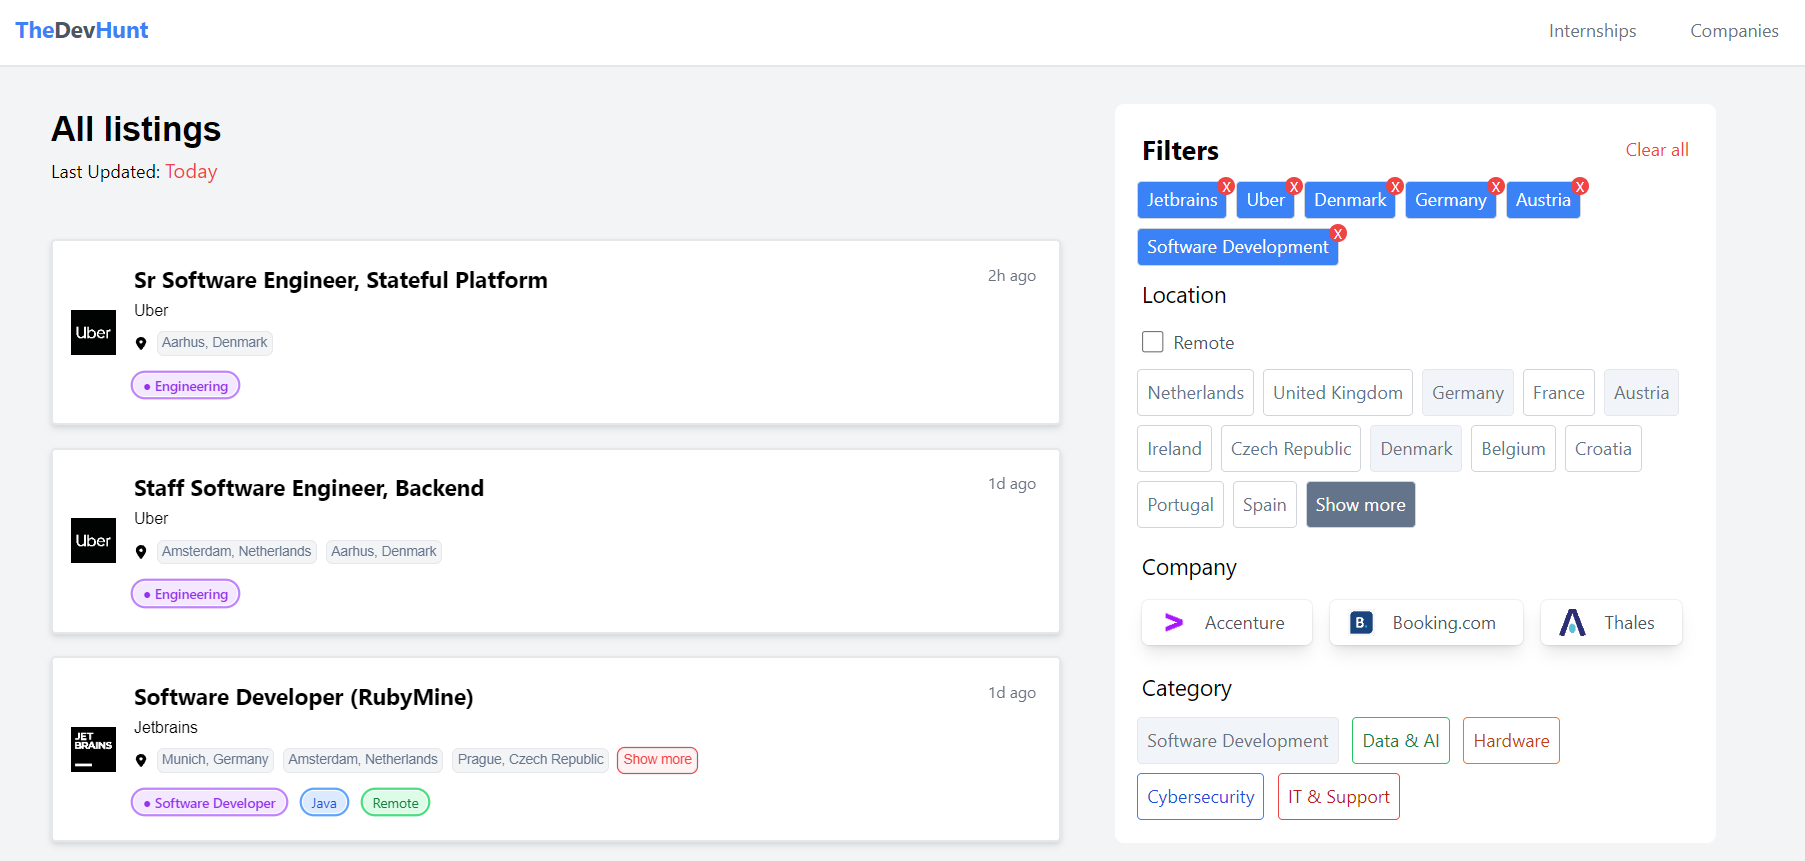 TheDevHunt
Internships Companies
All listings
Last Updated: Today
Sr Software Engineer, Stateful Platform
2h ago
Uber
Uber
Aarhus, Denmark
• Engineering
Staff Software Engineer, Backend
1d ago
Uber
Uber
Amsterdam, Netherlands Aarhus, Denmark
• Engineering
Software Developer (RubyMine)
1d ago
Jetbrains
JET
BRAINS
Munich, Germany Amsterdam, Netherlands Prague, Czech Republic Show more
• Software Developer Java Remote
Filters Clear all
Jetbrains X Uber X Denmark X Germany X Austria X
Software Development X
Location
Remote
Netherlands United Kingdom Germany France Austria
Ireland Czech Republic Denmark Belgium Croatia
Portugal Spain Show more
Company
Accenture B. Booking.com Thales
Category
Software Development Data & AI Hardware
Cybersecurity IT & Support